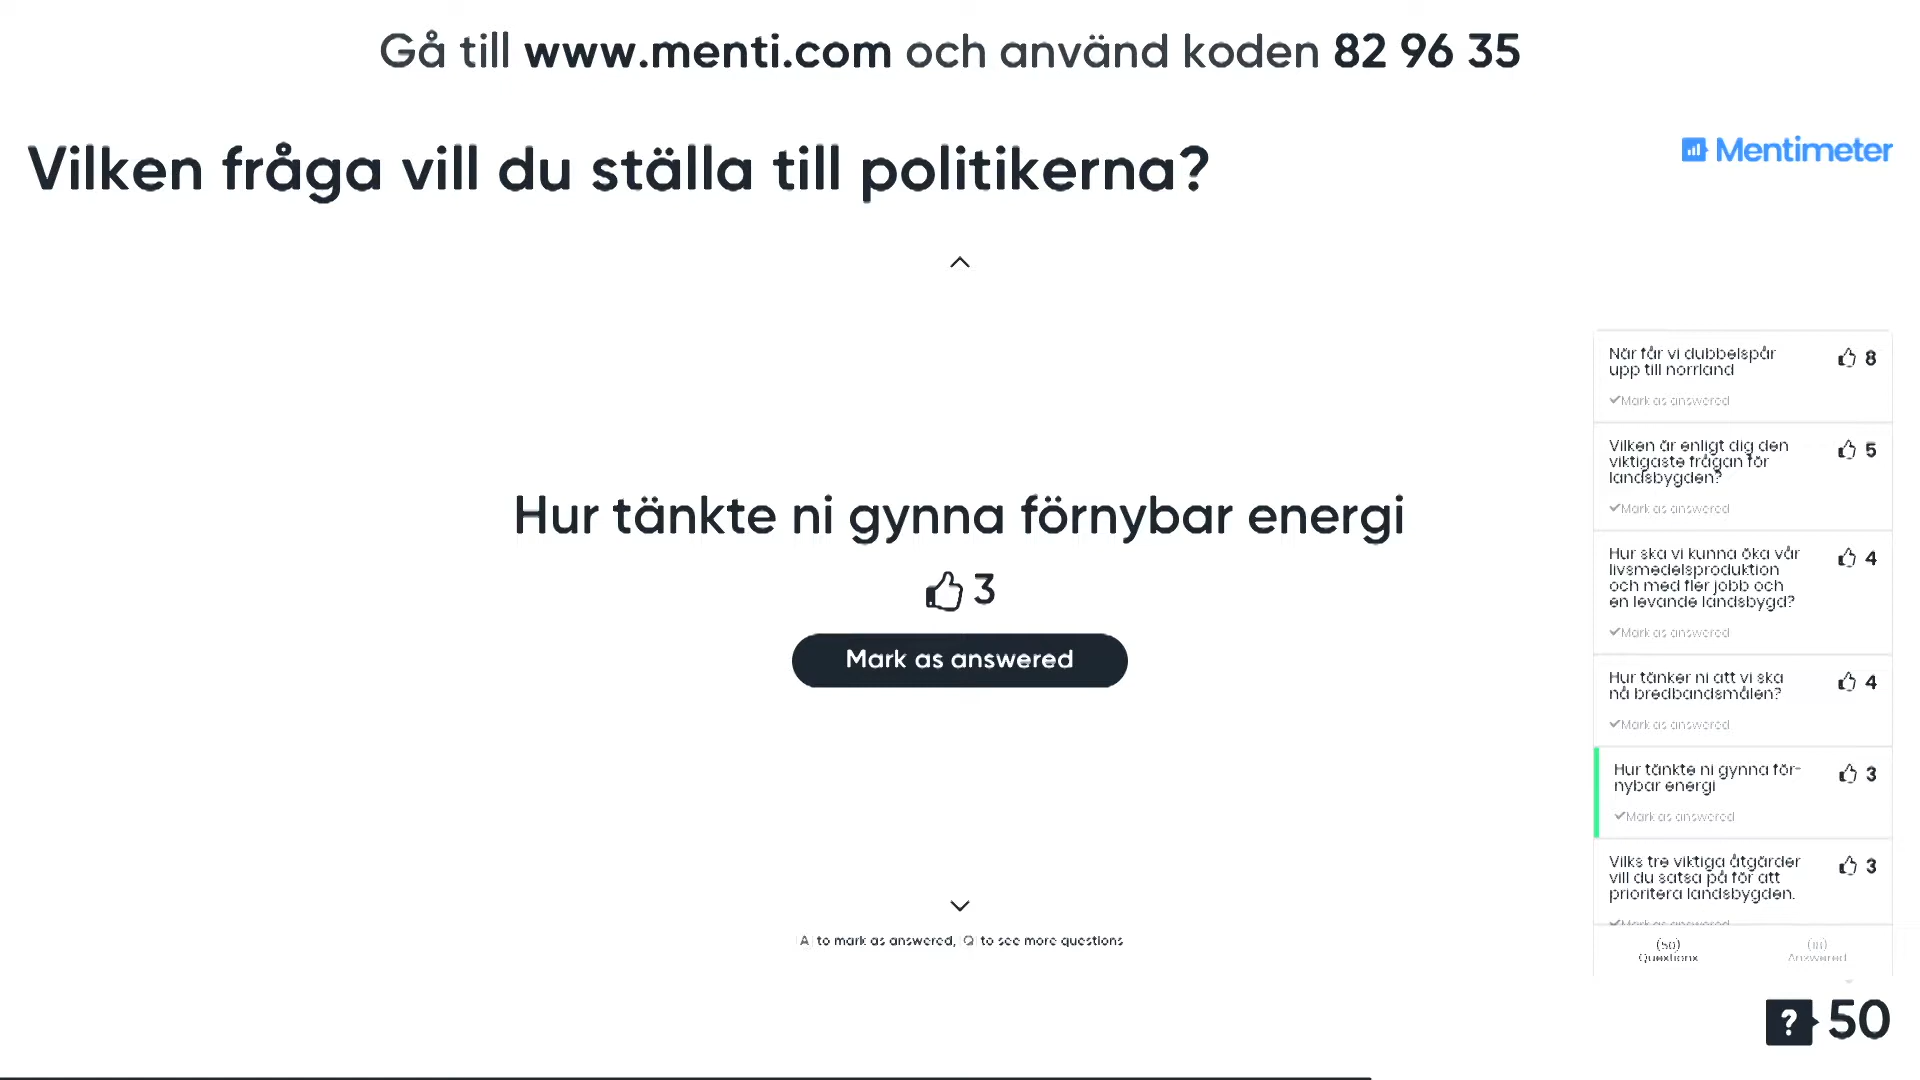 Gå till www.menti.com och använd koden 82 96 35
Vilken fråga vill du ställa till politikerna?
Mentimeter
Hur tänkte ni gynna förnybar energi
3
Mark as answered
A to mark as answered, Q to see more questions
När får vi dubbelspår
upp till norrland
8
Mark as answered
Vilken är enligt dig den
viktigaste frågan för
landsbygden?
5
Mark as answered
Hur ska vi kunna öka vår
livsmedelsproduktion
och med fler jobb och
en levande landsbygd?
4
Mark as answered
Hur tänker ni att vi ska
nå bredbandsmålen?
4
Mark as answered
Hur tänkte ni gynna för-
nybar energi
3
Mark as answered
Vilks tre viktiga åtgärder
vill du satsa på för att
prioritera landsbygden.
3
Mark as answered
(50)
Questions
Answered
? 50